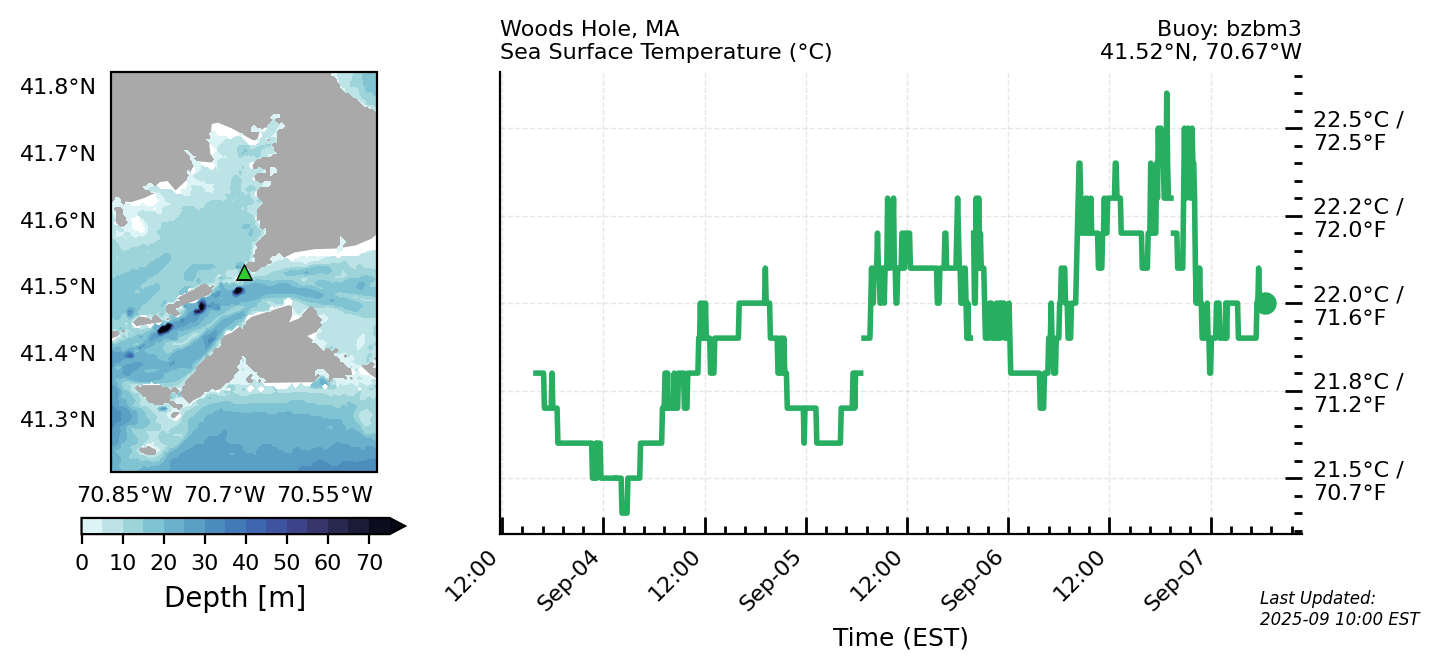 Woods Hole, MA
Sea Surface Temperature (°C)
Buoy: bzbm3
41.52°N, 70.67°W
41.8°N
41.7°N
41.6°N
41.5°N
41.4°N
41.3°N
70.85°W 70.7°W 70.55°W
0 10 20 30 40 50 60 70
Depth [m]
22.5°C /
72.5°F
22.2°C /
72.0°F
22.0°C /
71.6°F
21.8°C /
71.2°F
21.5°C /
70.7°F
12:00 Sep-04 12:00 Sep-05 12:00 Sep-06 12:00 Sep-07
Time (EST)
Last Updated:
2025-09 10:00 EST